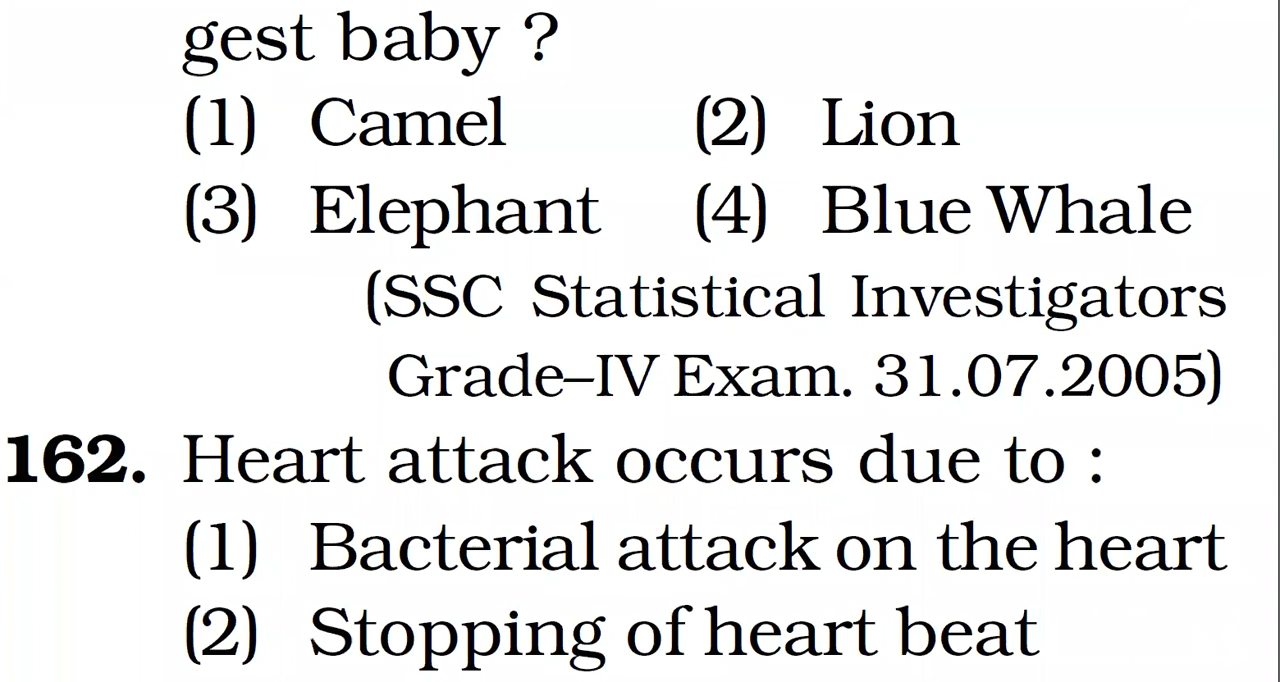 gest baby ?
(1) Camel (2) Lion
(3) Elephant (4) Blue Whale
(SSC Statistical Investigators
Grade–IV Exam. 31.07.2005)
162. Heart attack occurs due to :
(1) Bacterial attack on the heart
(2) Stopping of heart beat